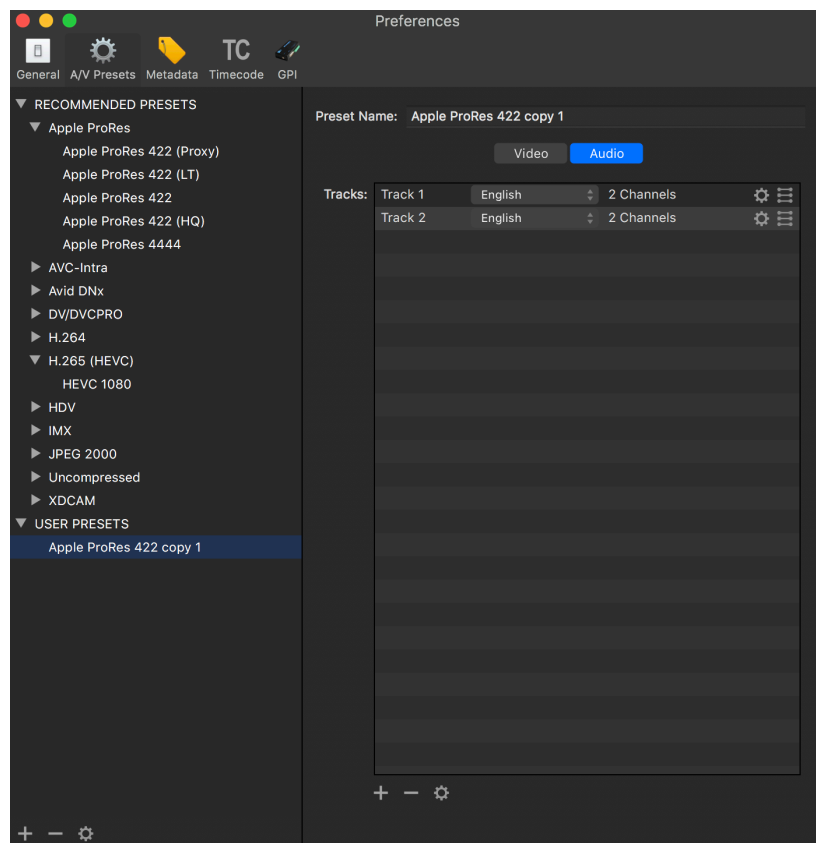 Preferences
TC
General A/V Presets Metadata Timecode GPI
RECOMMENDED PRESETS
Apple ProRes
Apple ProRes 422 (Proxy)
Apple ProRes 422 (LT)
Apple ProRes 422
Apple ProRes 422 (HQ)
Apple ProRes 4444
AVC-Intra
Avid DNx
DV/DVCPRO
H.264
H.265 (HEVC)
HEVC 1080
HDV
IMX
JPEG 2000
Uncompressed
XDCAM
USER PRESETS
Apple ProRes 422 copy 1
Preset Name: Apple ProRes 422 copy 1
Video Audio
Tracks: Track 1 English 2 Channels
Track 2 English 2 Channels